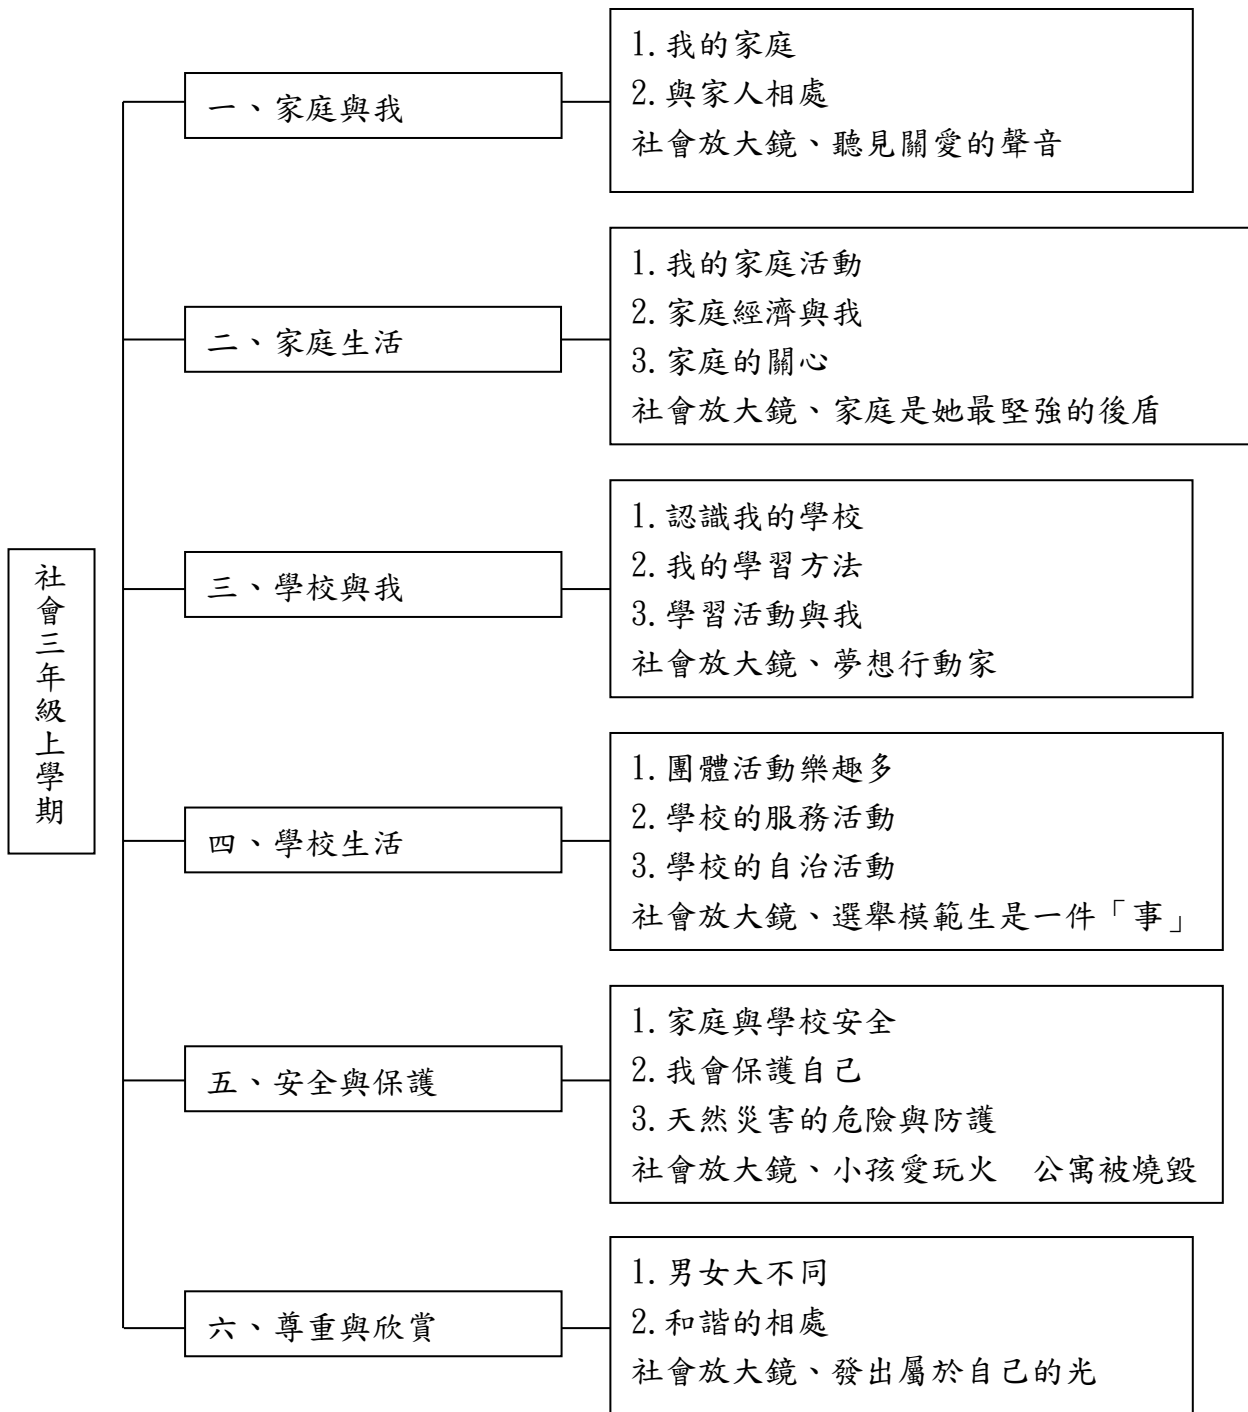 社會三年級上學期
一、家庭與我
1.我的家庭
2.與家人相處
社會放大鏡、聽見關愛的聲音
二、家庭生活
1.我的家庭活動
2.家庭經濟與我
3.家庭的關心
社會放大鏡、家庭是她最堅強的後盾
三、學校與我
1.認識我的學校
2.我的學習方法
3.學習活動與我
社會放大鏡、夢想行動家
四、學校生活
1.團體活動樂趣多
2.學校的服務活動
3.學校的自治活動
社會放大鏡、選舉模範生是一件「事」
五、安全與保護
1.家庭與學校安全
2.我會保護自己
3.天然災害的危險與防護
社會放大鏡、小孩愛玩火　公寓被燒毀
六、尊重與欣賞
1.男女大不同
2.和諧的相處
社會放大鏡、發出屬於自己的光